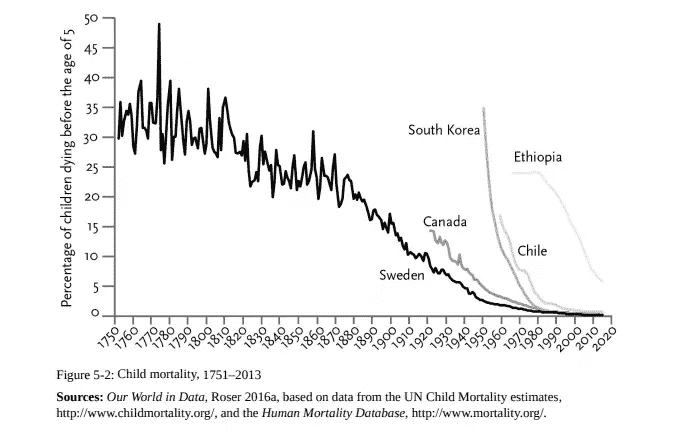 Percentage of children dying before the age of 5
50
45
40
35
30
25
20
15
10
5
0
South Korea
Ethiopia
Canada
Chile
Sweden
1750 1760 1770 1780 1790 1800 1810 1820 1830 1840 1850 1860 1870 1880 1890 1900 1910 1920 1930 1940 1950 1960 1970 1980 1990 2000 2010 2020
Figure 5-2: Child mortality, 1751–2013
Sources: Our World in Data, Roser 2016a, based on data from the UN Child Mortality estimates,
http://www.childmortality.org/, and the Human Mortality Database, http://www.mortality.org/.